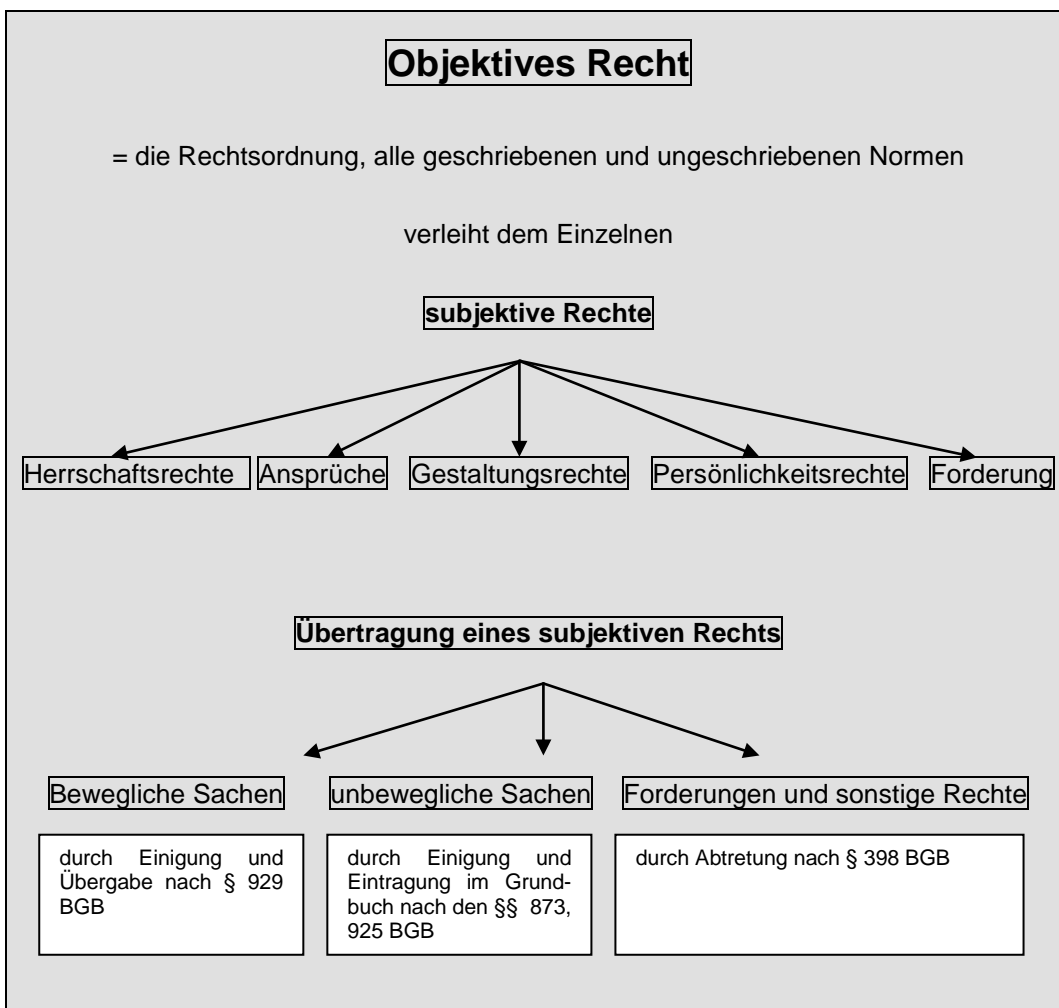 Objektives Recht
= die Rechtsordnung, alle geschriebenen und ungeschriebenen Normen
verleiht dem Einzelnen
subjektive Rechte
Herrschaftsrechte Ansprüche Gestaltungsrechte Persönlichkeitsrechte Forderung
Übertragung eines subjektiven Rechts
Bewegliche Sachen unbewegliche Sachen Forderungen und sonstige Rechte
durch Einigung und
Übergabe nach § 929
BGB
durch Einigung und
Eintragung im Grund-
buch nach den §§ 873,
925 BGB
durch Abtretung nach § 398 BGB